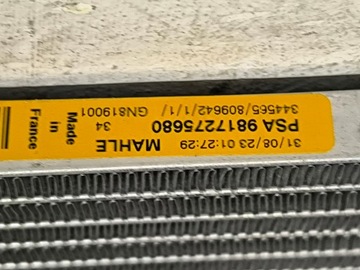 31/08/23 01:27:29
MAHLE
PSA 9817275680
34
344565/809642/1/1/
GN819001
Made
in
France